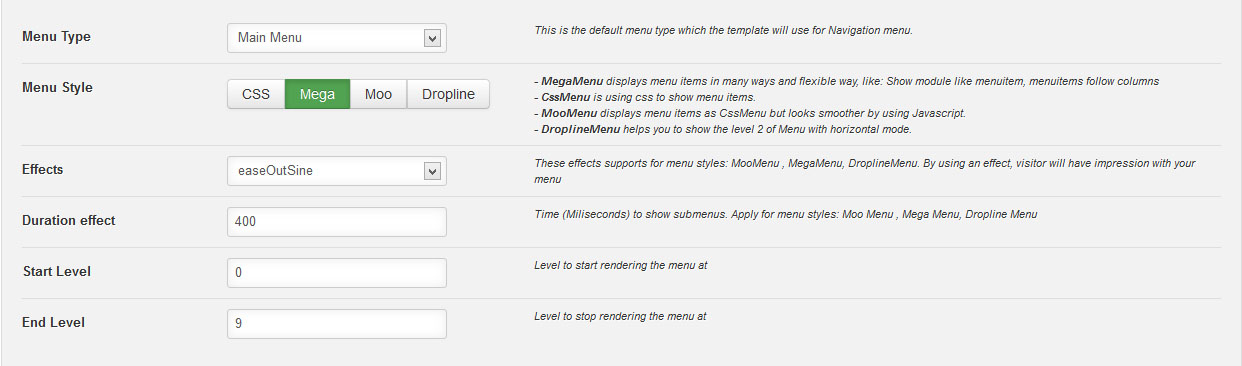 Menu Type
Main Menu
This is the default menu type which the template will use for Navigation menu.
Menu Style
CSS Mega Moo Dropline
- MegaMenu displays menu items in many ways and flexible way, like: Show module like menuitem, menuitems follow columns
- CssMenu is using css to show menu items.
- MooMenu displays menu items as CssMenu but looks smoother by using Javascript.
- DroplineMenu helps you to show the level 2 of Menu with horizontal mode.
Effects
easeOutSine
These effects supports for menu styles: MooMenu , MegaMenu, DroplineMenu. By using an effect, visitor will have impression with your
menu
Duration effect
400
Time (Miliseconds) to show submenus. Apply for menu styles: Moo Menu , Mega Menu, Dropline Menu
Start Level
0
Level to start rendering the menu at
End Level
9
Level to stop rendering the menu at